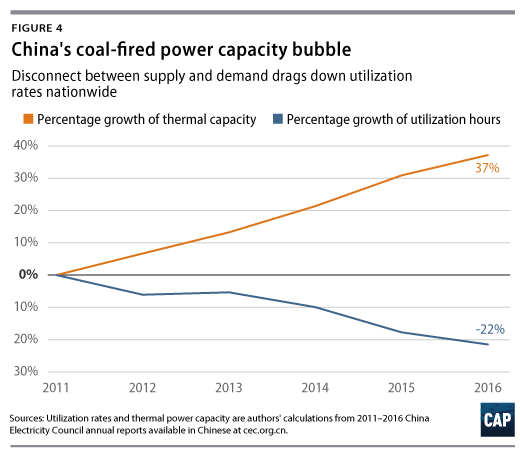 FIGURE 4
China's coal-fired power capacity bubble
Disconnect between supply and demand drags down utilization
rates nationwide
Percentage growth of thermal capacity
Percentage growth of utilization hours
40%
30%
20%
10%
0%
10%
20%
30%
37%
-22%
2011 2012 2013 2014 2015 2016
Sources: Utilization rates and thermal power capacity are authors' calculations from 2011–2016 China
Electricity Council annual reports available in Chinese at cec.org.cn.
CAP